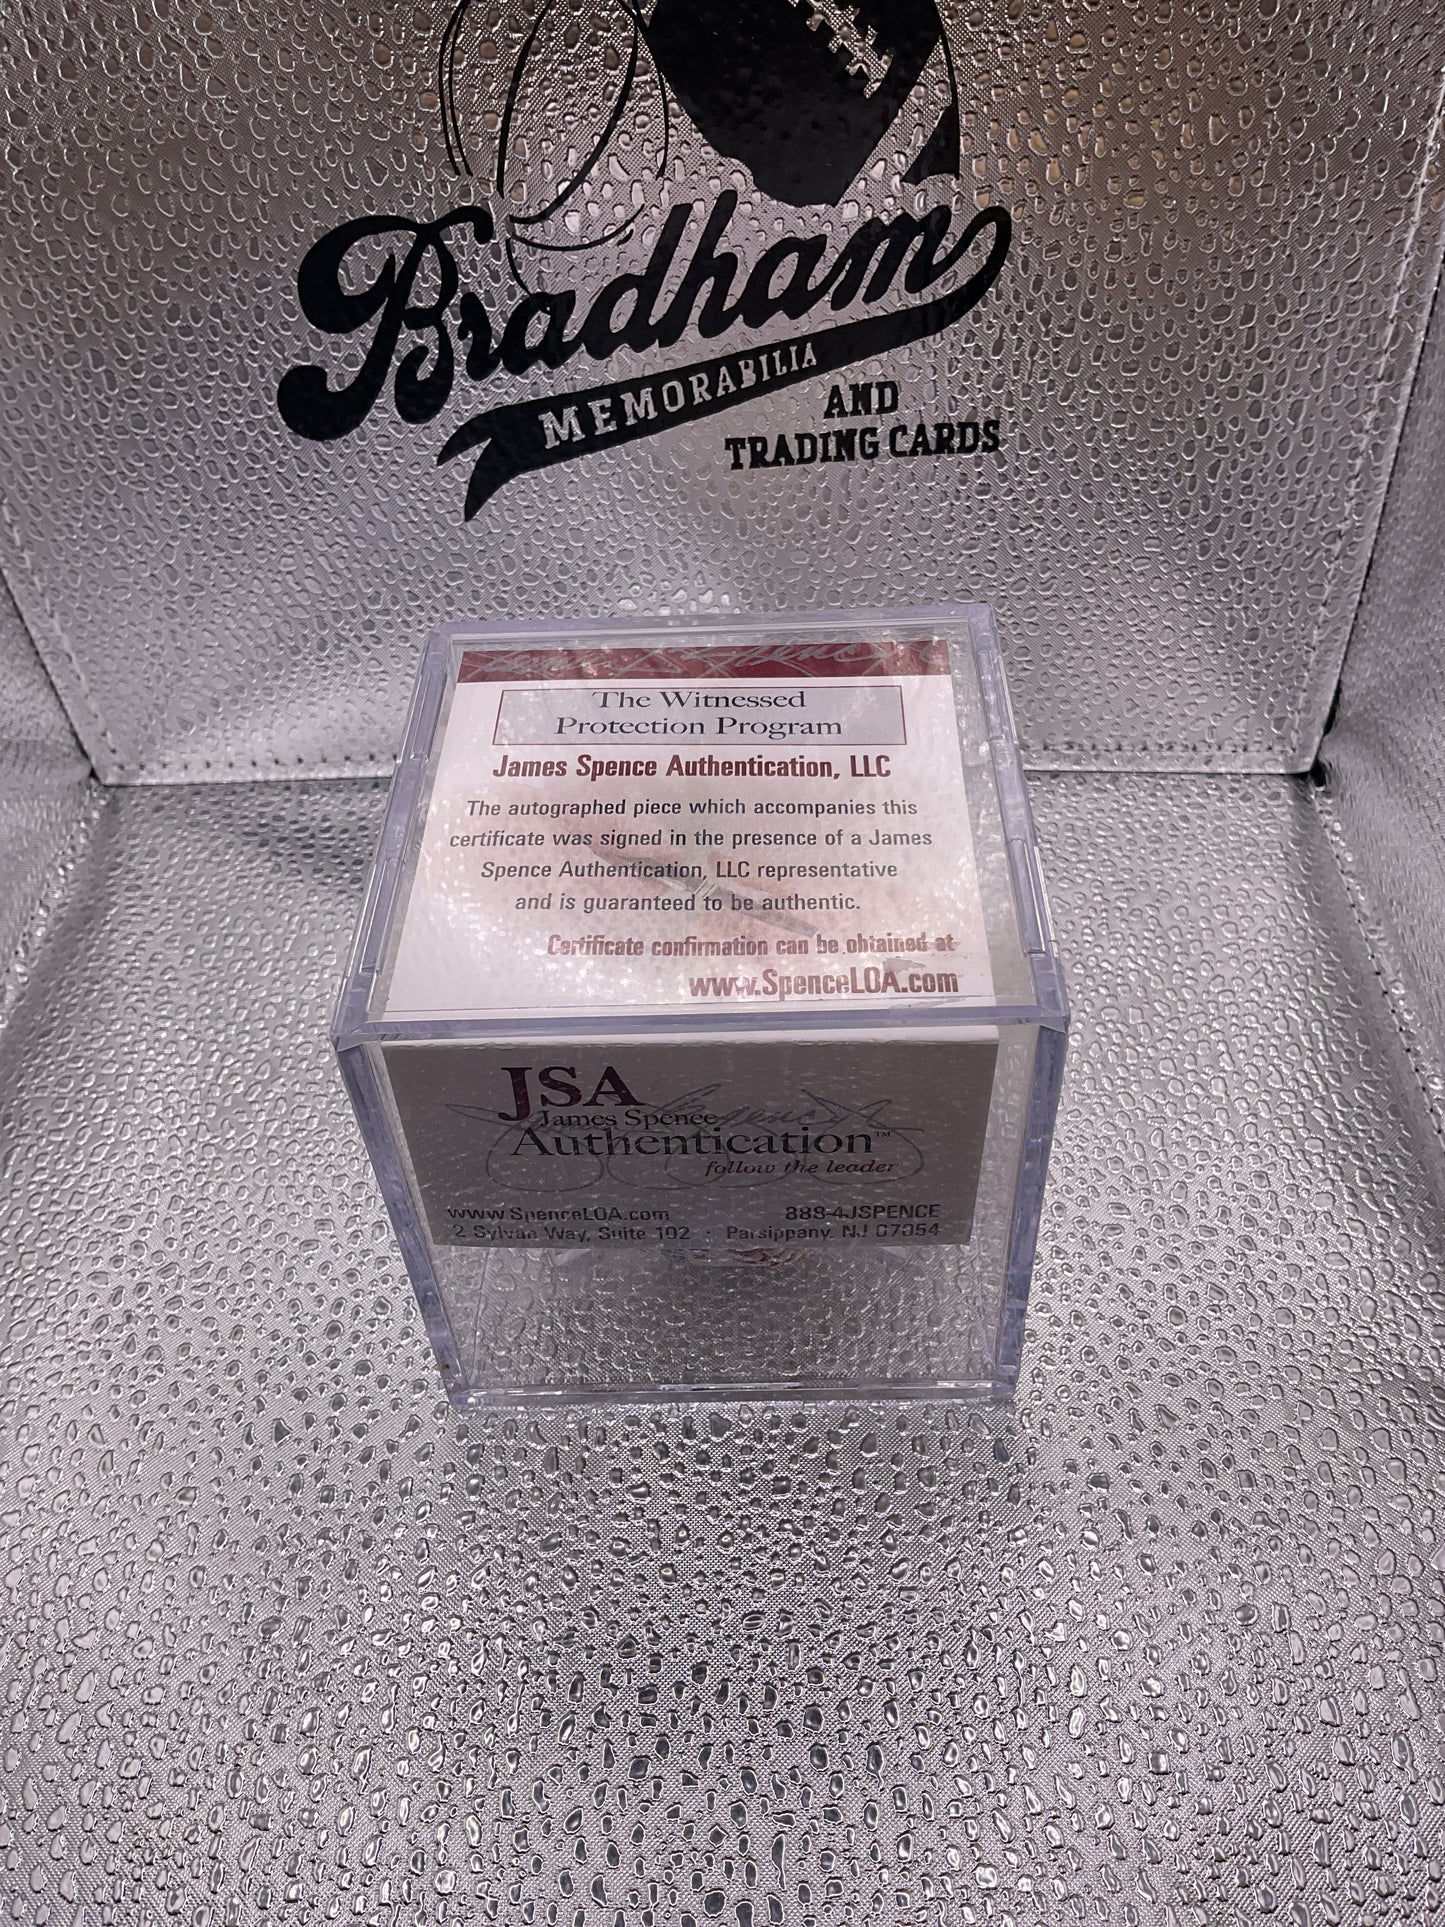 Bradham
MEMORABILIA
AND
TRADING CARDS
The Witnessed
Protection Program
James Spence Authentication, LLC
The autographed piece which accompanies this
certificate was signed in the presence of a James
Spence Authentication, LLC representative
and is guaranteed to be authentic.
Certificate confirmation can be obtained at
www.SpenceLOA.com
JSA
James Spence
Authentication™
follow the leader
www.SpenceLOA.com 888-4JSPENCE
2 Sylvan Way, Suite 102 · Parsippany, NJ 07054